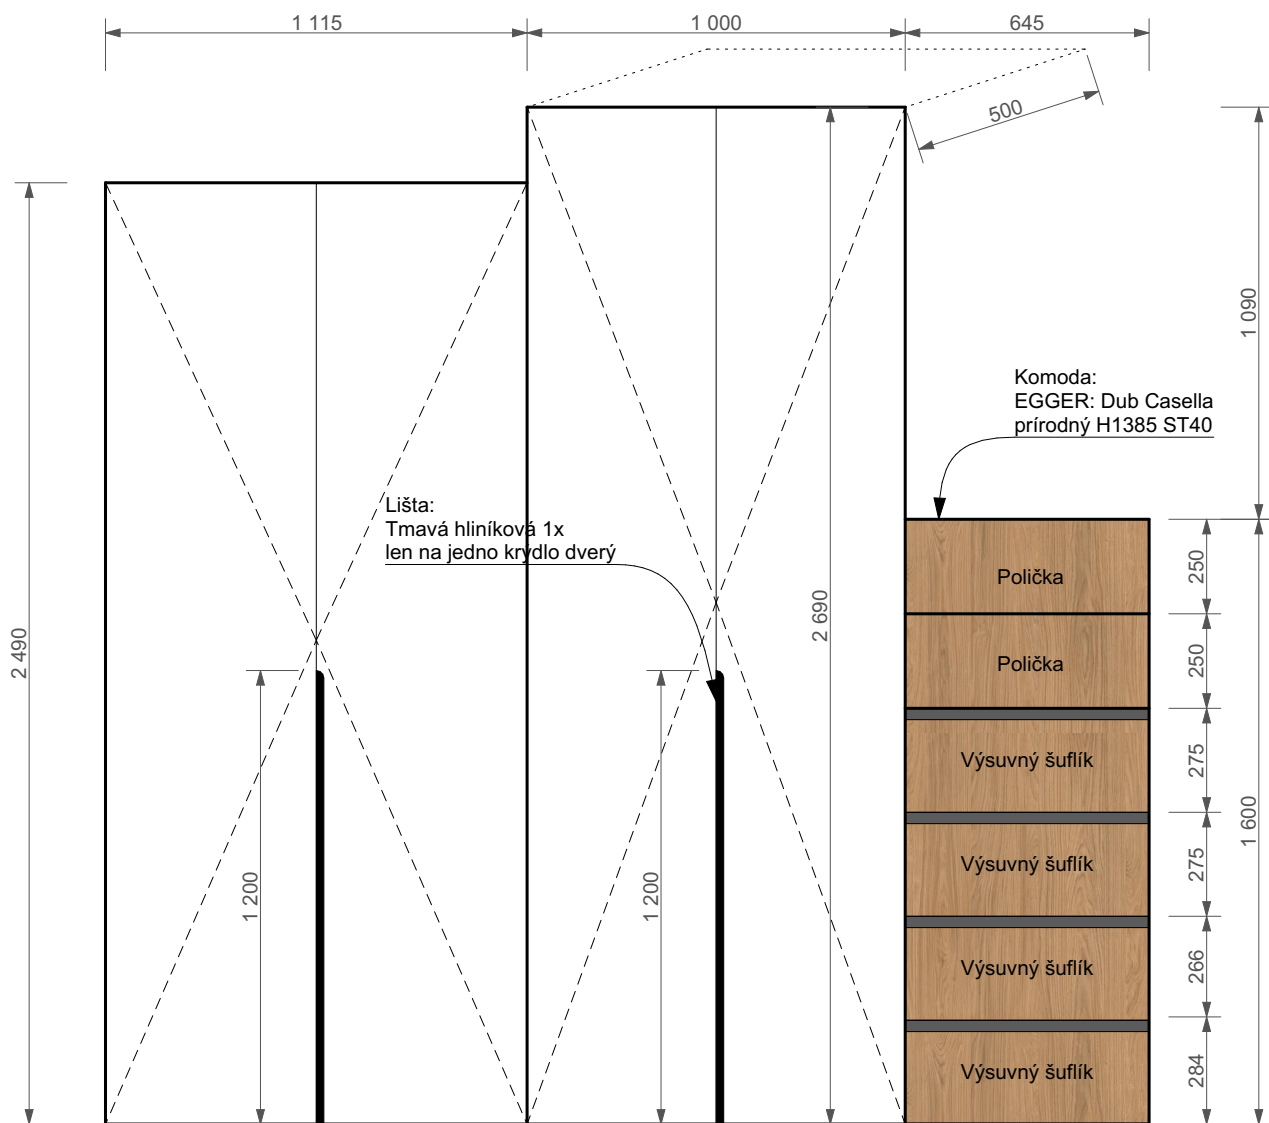 1 115
1 000
645
500
1 090
Komoda:
EGGER: Dub Casella
prírodný H1385 ST40
Lišta:
Tmavá hliníková 1x
len na jedno krýdlo dverý
2 490
2 690
1 200
1 200
1 600
Polička
250
Polička
250
Výsuvný šuflík
275
Výsuvný šuflík
275
Výsuvný šuflík
266
Výsuvný šuflík
284